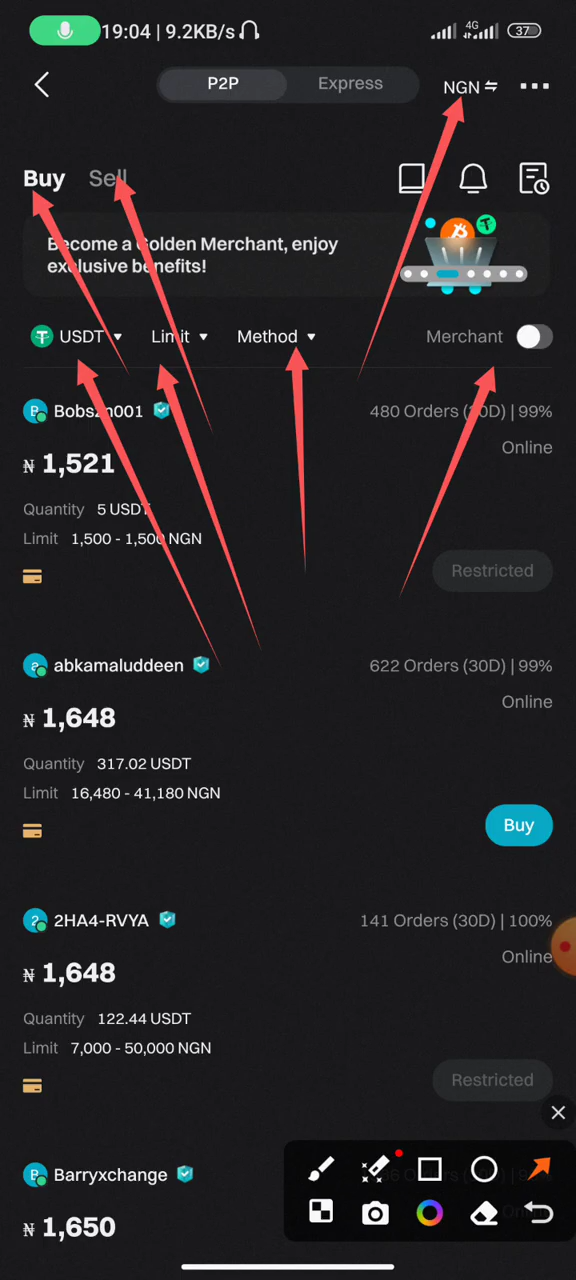 19:04 | 9.2KB/s 4G 37
P2P Express NGN
Buy Sell
Become a Golden Merchant, enjoy
exclusive benefits!
USDT Limit Method Merchant
B Bobszn001 480 Orders (30D) | 99%
Online
₦ 1,521
Quantity 5 USDT
Limit 1,500 - 1,500 NGN
Restricted
a abkamaluddeen 622 Orders (30D) | 99%
Online
₦ 1,648
Quantity 317.02 USDT
Limit 16,480 - 41,180 NGN
Buy
2 2HA4-RVYA 141 Orders (30D) | 100%
Online
₦ 1,648
Quantity 122.44 USDT
Limit 7,000 - 50,000 NGN
Restricted
B Barryxchange
₦ 1,650